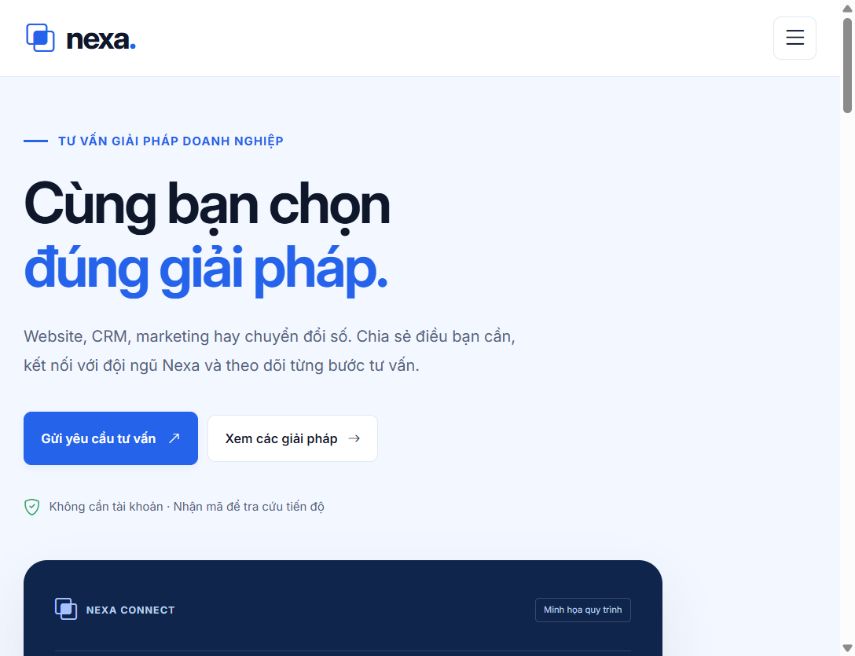 nexa.
TƯ VẤN GIẢI PHÁP DOANH NGHIỆP
Cùng bạn chọn
đúng giải pháp.
Website, CRM, marketing hay chuyển đổi số. Chia sẻ điều bạn cần,
kết nối với đội ngũ Nexa và theo dõi từng bước tư vấn.
Gửi yêu cầu tư vấn
Xem các giải pháp
Không cần tài khoản · Nhận mã để tra cứu tiến độ
NEXA CONNECT
Minh họa quy trình